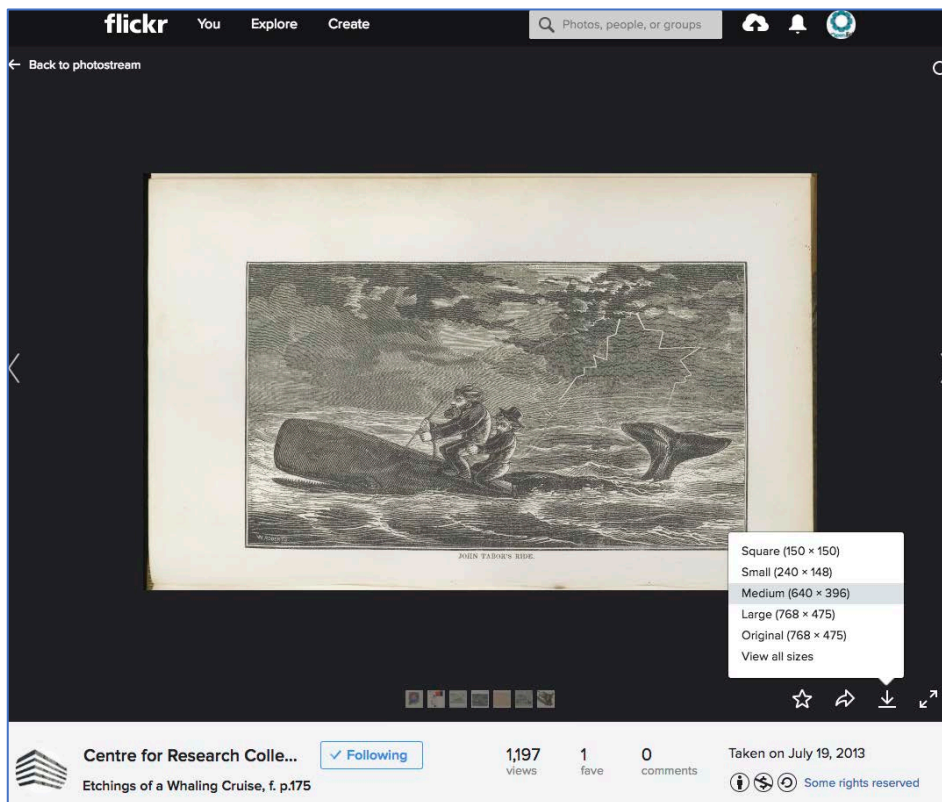 flickr You Explore Create Photos, people, or groups
← Back to photostream
W. ROBERTS
JOHN TABOR'S RIDE.
Square (150 × 150)
Small (240 × 148)
Medium (640 × 396)
Large (768 × 475)
Original (768 × 475)
View all sizes
Centre for Research Colle... ✓ Following 1,197 1 0 Taken on July 19, 2013
views fave comments
Etchings of a Whaling Cruise, f. p.175 Some rights reserved